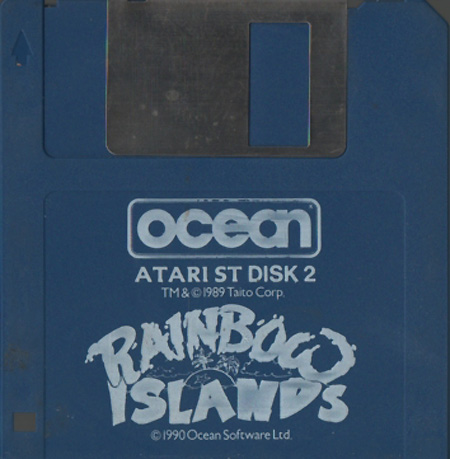 ocean
ATARI ST DISK 2
TM & © 1989 Taito Corp.
RAINBOW
ISLANDS
© 1990 Ocean Software Ltd.